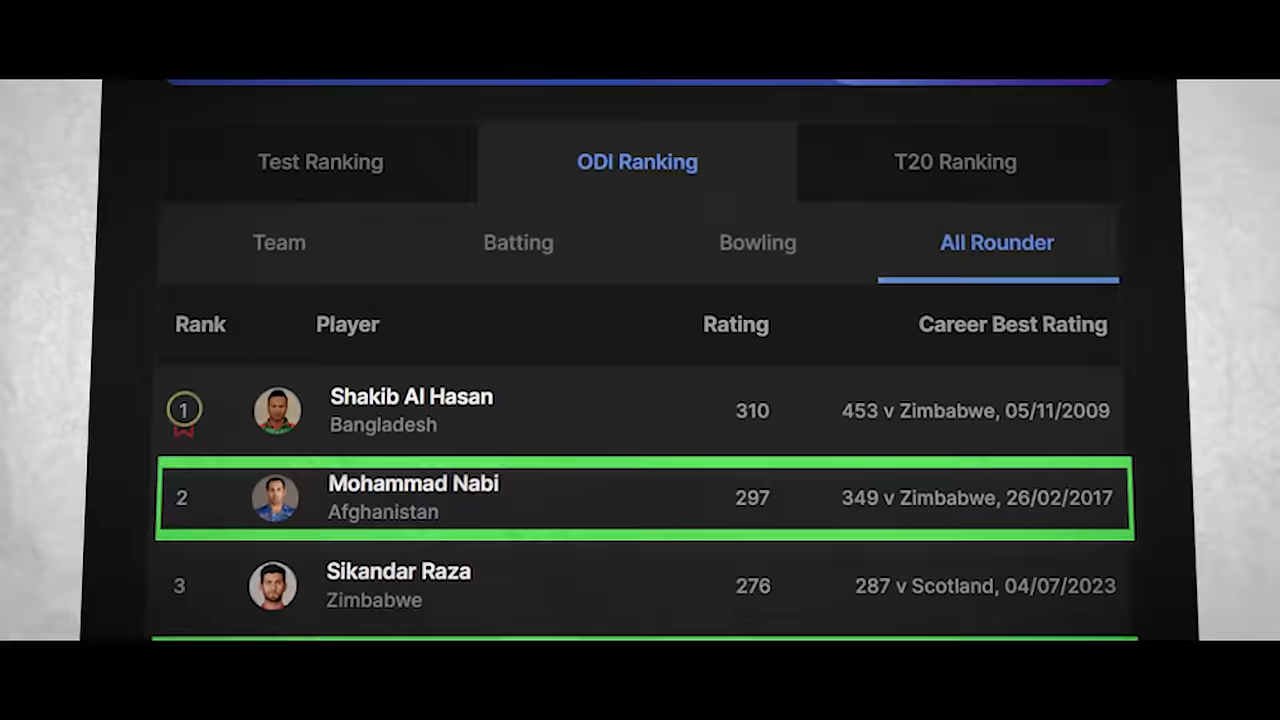 Test Ranking ODI Ranking T20 Ranking
Team Batting Bowling All Rounder
Rank Player Rating Career Best Rating
1 Shakib Al Hasan 310 453 v Zimbabwe, 05/11/2009
Bangladesh
2 Mohammad Nabi 297 349 v Zimbabwe, 26/02/2017
Afghanistan
3 Sikandar Raza 276 287 v Scotland, 04/07/2023
Zimbabwe